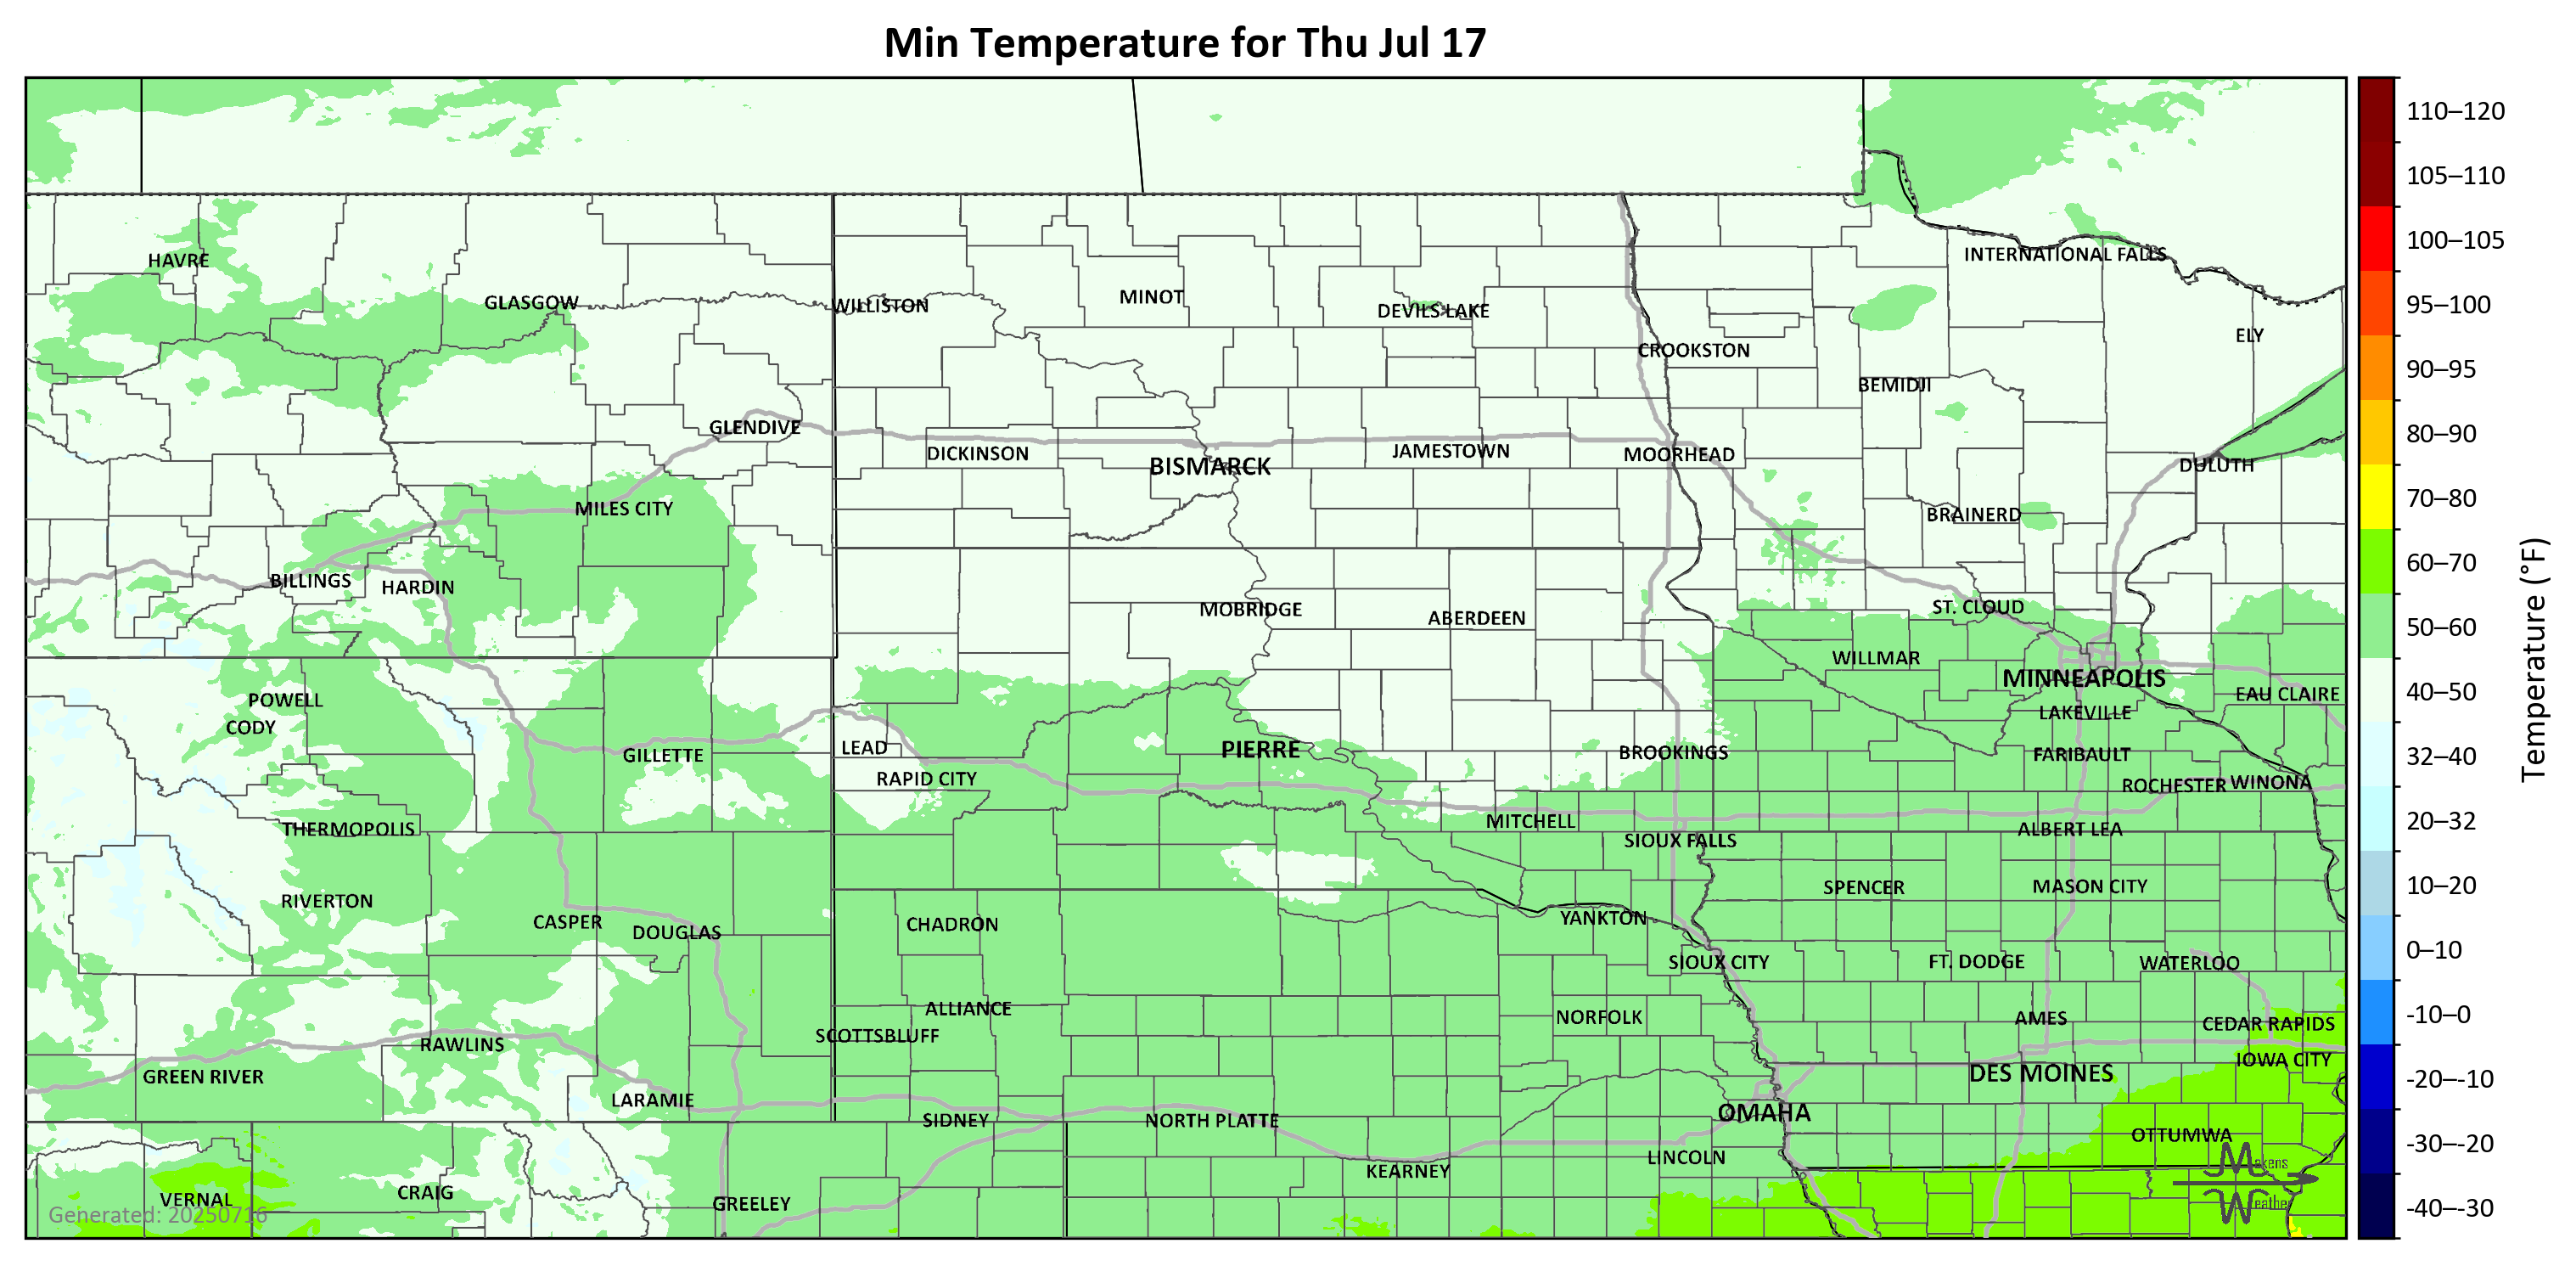 Min Temperature for Thu Jul 17
HAVRE
GLASGOW
WILLISTON
MINOT
DEVILS LAKE
INTERNATIONAL FALLS
ELY
CROOKSTON
BEMIDJI
GLENDIVE
DICKINSON
BISMARCK
JAMESTOWN
MOORHEAD
DULUTH
MILES CITY
BRAINERD
BILLINGS
HARDIN
MOBRIDGE
ABERDEEN
ST. CLOUD
WILLMAR
MINNEAPOLIS
EAU CLAIRE
POWELL
CODY
LAKEVILLE
GILLETTE
LEAD
PIERRE
BROOKINGS
FARIBAULT
RAPID CITY
ROCHESTER
WINONA
THERMOPOLIS
MITCHELL
SIOUX FALLS
ALBERT LEA
RIVERTON
SPENCER
MASON CITY
CASPER
DOUGLAS
CHADRON
YANKTON
SIOUX CITY
FT. DODGE
WATERLOO
ALLIANCE
NORFOLK
AMES
CEDAR RAPIDS
SCOTTSBLUFF
RAWLINS
IOWA CITY
GREEN RIVER
DES MOINES
LARAMIE
SIDNEY
NORTH PLATTE
OMAHA
OTTUMWA
LINCOLN
KEARNEY
VERNAL
CRAIG
GREELEY
Generated: 20250716
Makens
Weather
110–120
105–110
100–105
95–100
90–95
80–90
70–80
60–70
50–60
40–50
32–40
20–32
10–20
0–10
-10–0
-20–-10
-30–-20
-40–-30
Temperature (°F)